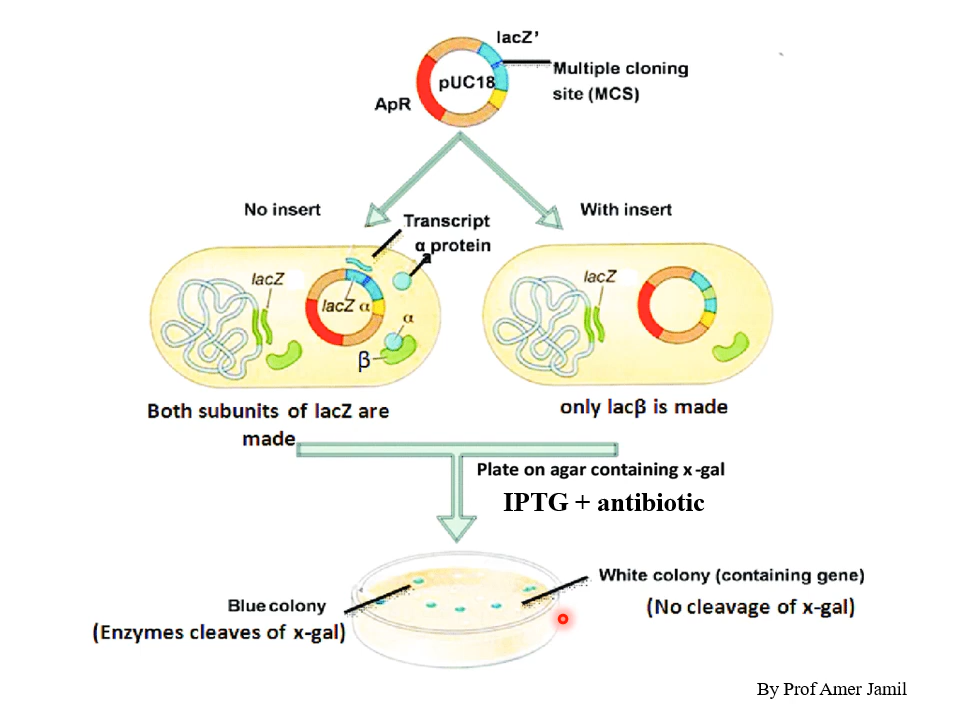 lacZ'
pUC18
Multiple cloning
site (MCS)
ApR
No insert
With insert
Transcript
α protein
lacZ
lacZ α
α
β
lacZ
Both subunits of lacZ are
made
only lacβ is made
Plate on agar containing x-gal
IPTG + antibiotic
White colony (containing gene)
(No cleavage of x-gal)
Blue colony
(Enzymes cleaves of x-gal)
By Prof Amer Jamil